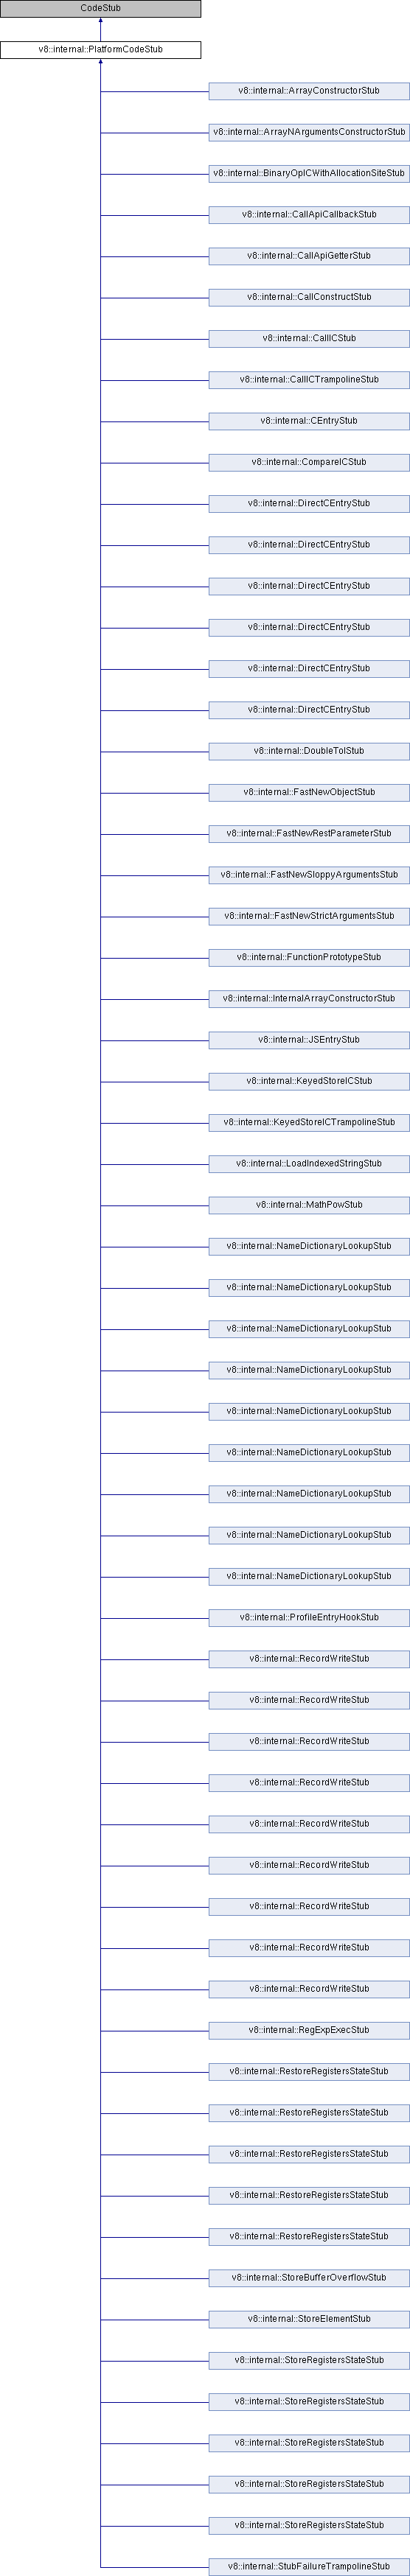 CodeStub
v8::internal::PlatformCodeStub
v8::internal::ArrayConstructorStub
v8::internal::ArrayNArgumentsConstructorStub
v8::internal::BinaryOpICWithAllocationSiteStub
v8::internal::CallApiCallbackStub
v8::internal::CallApiGetterStub
v8::internal::CallConstructStub
v8::internal::CallICStub
v8::internal::CallICTrampolineStub
v8::internal::CEntryStub
v8::internal::CompareICStub
v8::internal::DirectCEntryStub
v8::internal::DirectCEntryStub
v8::internal::DirectCEntryStub
v8::internal::DirectCEntryStub
v8::internal::DirectCEntryStub
v8::internal::DirectCEntryStub
v8::internal::DoubleToIStub
v8::internal::FastNewObjectStub
v8::internal::FastNewRestParameterStub
v8::internal::FastNewSloppyArgumentsStub
v8::internal::FastNewStrictArgumentsStub
v8::internal::FunctionPrototypeStub
v8::internal::InternalArrayConstructorStub
v8::internal::JSEntryStub
v8::internal::KeyedStoreICStub
v8::internal::KeyedStoreICTrampolineStub
v8::internal::LoadIndexedStringStub
v8::internal::MathPowStub
v8::internal::NameDictionaryLookupStub
v8::internal::NameDictionaryLookupStub
v8::internal::NameDictionaryLookupStub
v8::internal::NameDictionaryLookupStub
v8::internal::NameDictionaryLookupStub
v8::internal::NameDictionaryLookupStub
v8::internal::NameDictionaryLookupStub
v8::internal::NameDictionaryLookupStub
v8::internal::NameDictionaryLookupStub
v8::internal::ProfileEntryHookStub
v8::internal::RecordWriteStub
v8::internal::RecordWriteStub
v8::internal::RecordWriteStub
v8::internal::RecordWriteStub
v8::internal::RecordWriteStub
v8::internal::RecordWriteStub
v8::internal::RecordWriteStub
v8::internal::RecordWriteStub
v8::internal::RecordWriteStub
v8::internal::RegExpExecStub
v8::internal::RestoreRegistersStateStub
v8::internal::RestoreRegistersStateStub
v8::internal::RestoreRegistersStateStub
v8::internal::RestoreRegistersStateStub
v8::internal::RestoreRegistersStateStub
v8::internal::StoreBufferOverflowStub
v8::internal::StoreElementStub
v8::internal::StoreRegistersStateStub
v8::internal::StoreRegistersStateStub
v8::internal::StoreRegistersStateStub
v8::internal::StoreRegistersStateStub
v8::internal::StoreRegistersStateStub
v8::internal::StubFailureTrampolineStub